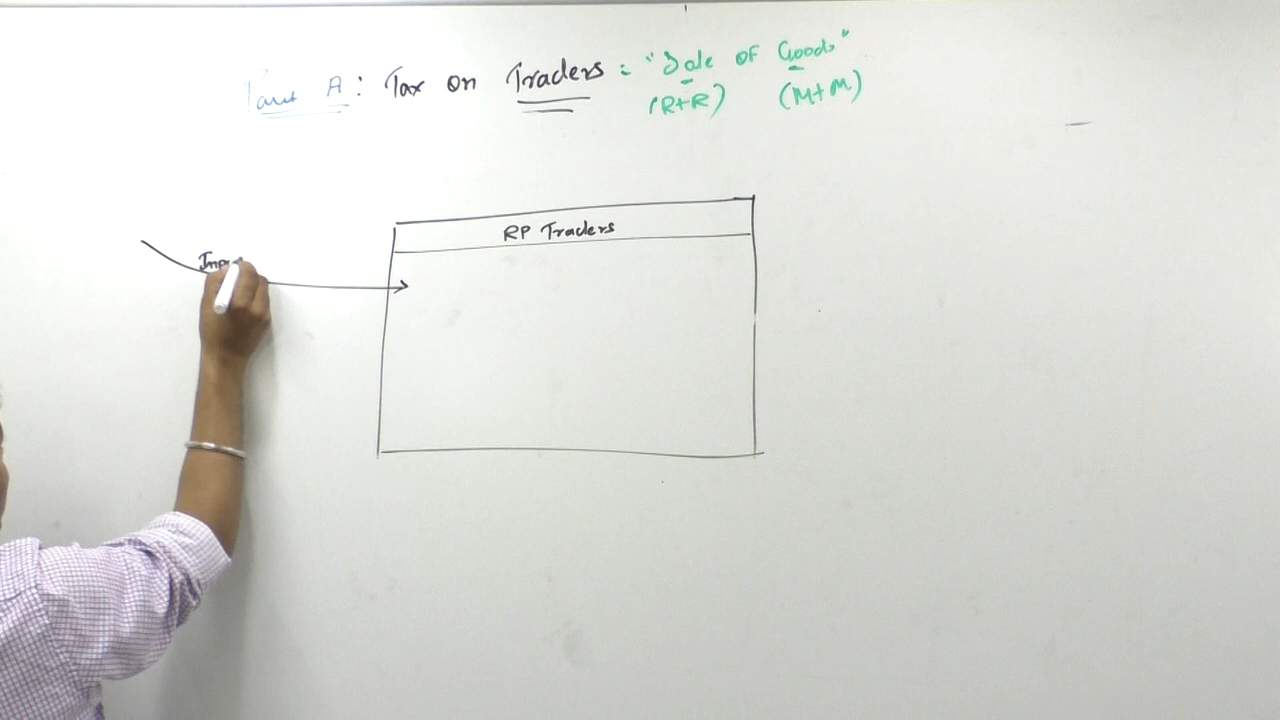 Part A : Tax on Traders : "Sale of Goods"
(R+R) (M+M)
RP Traders